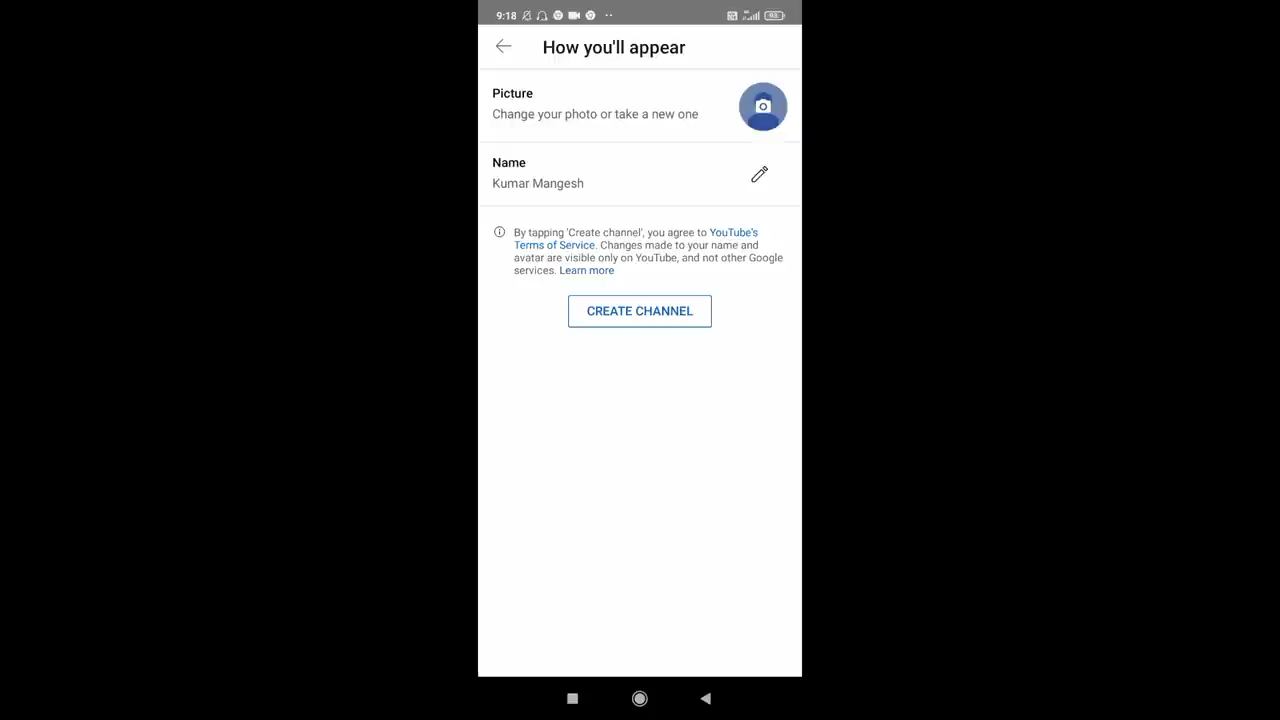 9:18
How you'll appear
Picture
Change your photo or take a new one
Name
Kumar Mangesh
By tapping 'Create channel', you agree to YouTube's
Terms of Service. Changes made to your name and
avatar are visible only on YouTube, and not other Google
services. Learn more
CREATE CHANNEL